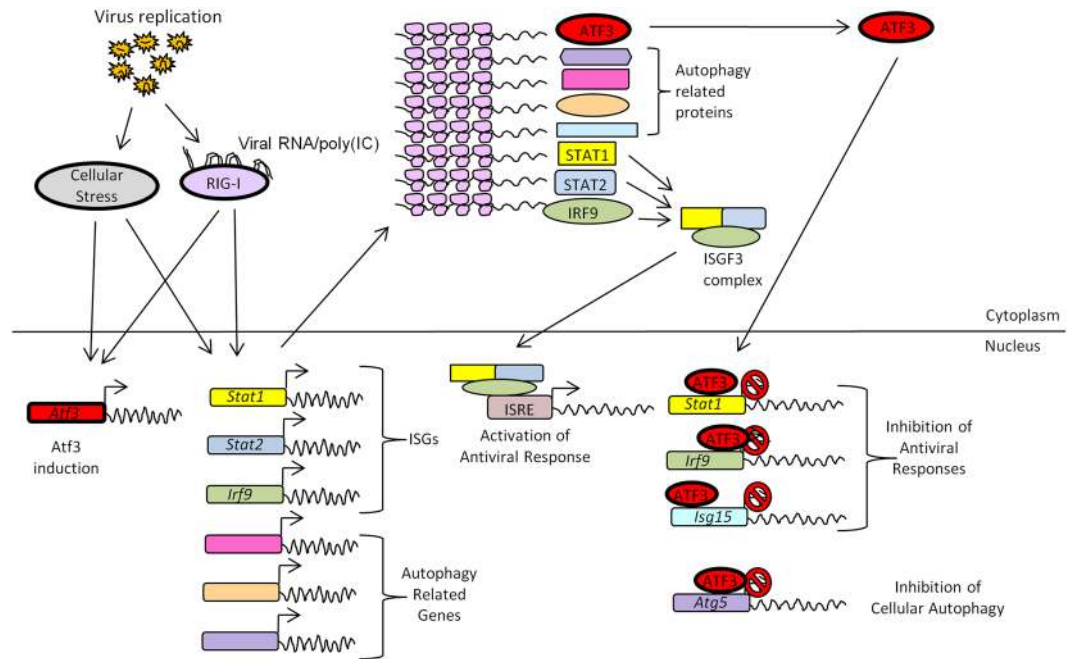 Virus replication
Viral RNA/poly(IC)
Cellular
Stress
RIG-I
ATF3
ATF3
Autophagy
related
proteins
STAT1
STAT2
IRF9
ISGF3
complex
Cytoplasm
Nucleus
Atf3
Atf3
induction
Stat1
Stat2
Irf9
ISGs
Autophagy
Related
Genes
ISRE
Activation of
Antiviral Response
ATF3
Stat1
ATF3
Irf9
ATF3
Isg15
Inhibition of
Antiviral
Responses
ATF3
Atg5
Inhibition of
Cellular Autophagy